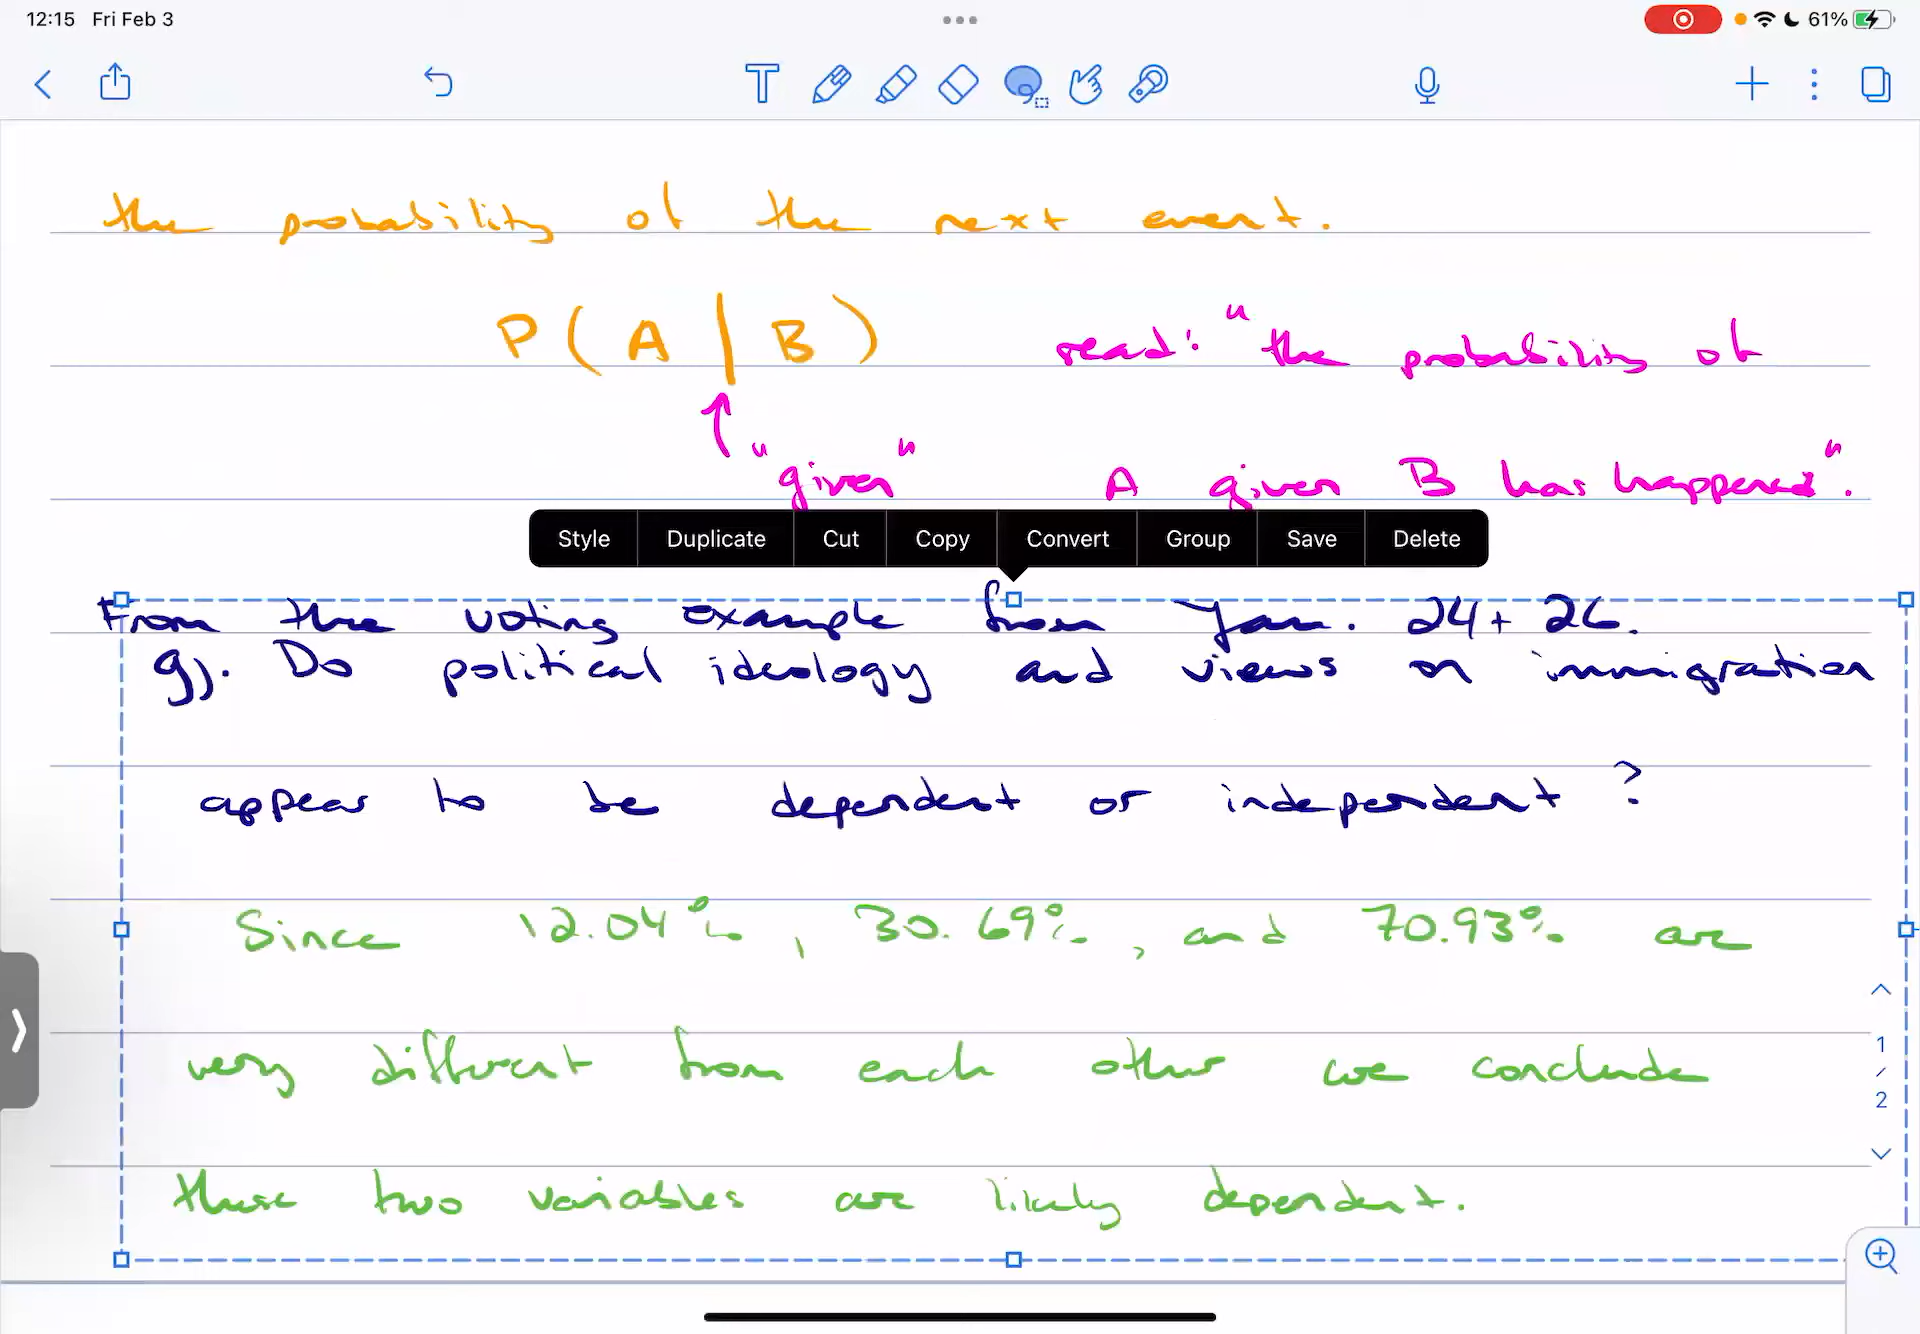 12:15 Fri Feb 3
61%
T
the probability of the next event.
P(A|B) read: "the probability of
"given" A given B has happened".
Style Duplicate Cut Copy Convert Group Save Delete
From the voting example from Jan. 24 + 26.
g). Do political ideology and views on immigration
appear to be dependent or independent?
Since 12.04%, 30.69%, and 70.93% are
very different from each other we conclude
1
/
2
these two variables are likely dependent.